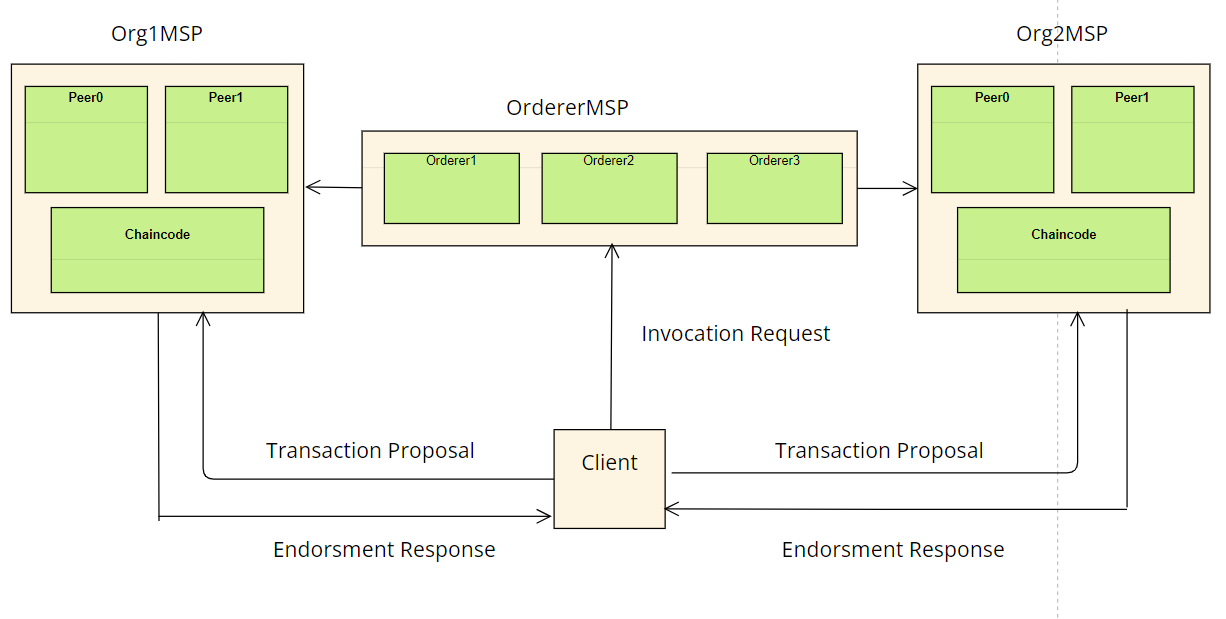 Org1MSP
Org2MSP
Peer0
Peer1
OrdererMSP
Peer0
Peer1
Orderer1
Orderer2
Orderer3
Chaincode
Chaincode
Invocation Request
Transaction Proposal
Client
Transaction Proposal
Endorsment Response
Endorsment Response